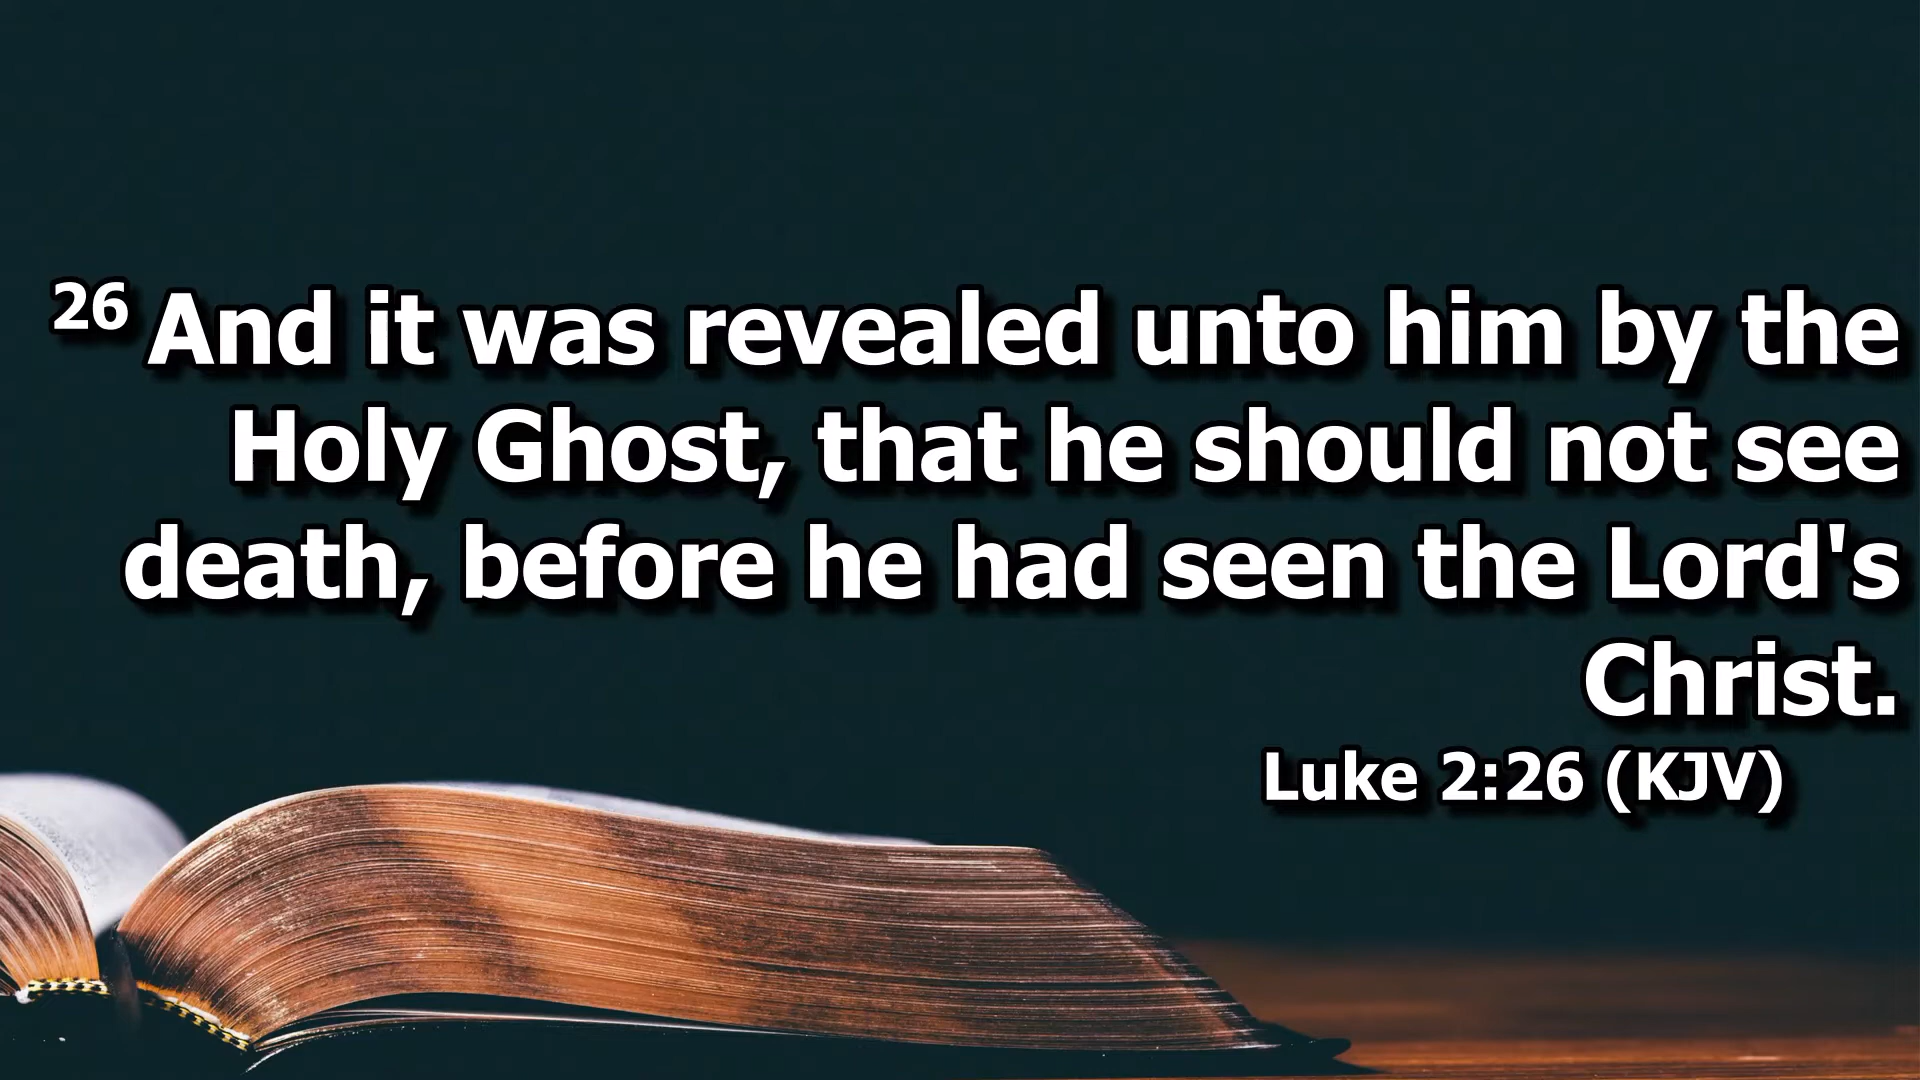 26 And it was revealed unto him by the
Holy Ghost, that he should not see
death, before he had seen the Lord's
Christ.
Luke 2:26 (KJV)